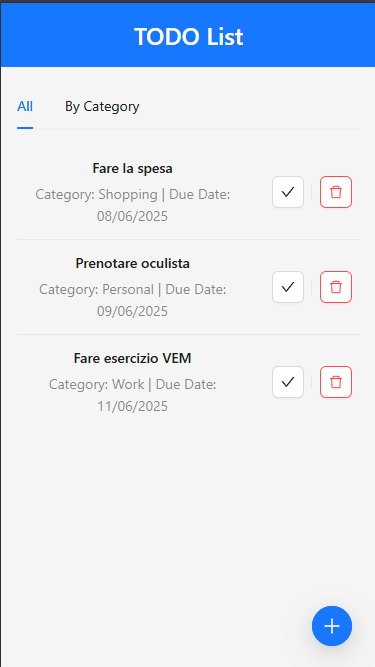 TODO List
All
By Category
Fare la spesa
Category: Shopping | Due Date:
08/06/2025
Prenotare oculista
Category: Personal | Due Date:
09/06/2025
Fare esercizio VEM
Category: Work | Due Date:
11/06/2025